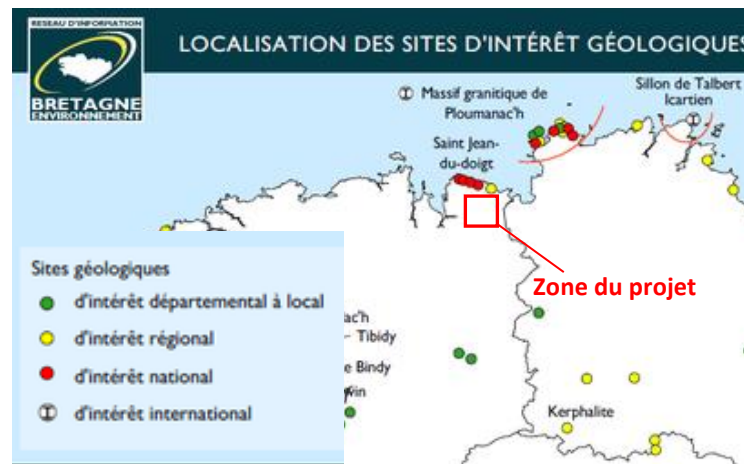 RESEAU D'INFORMATION
BRETAGNE
ENVIRONNEMENT
LOCALISATION DES SITES D'INTÉRÊT GÉOLOGIQUES
Massif granitique de
Ploumanac'h
Sillon de Talbert
Icartien
Saint Jean-
du-doigt
Zone du projet
Sites géologiques
d'intérêt départemental à local
d'intérêt régional
d'intérêt national
I d'intérêt international
ac'h
Tibidy
e Bindy
Kerphalite